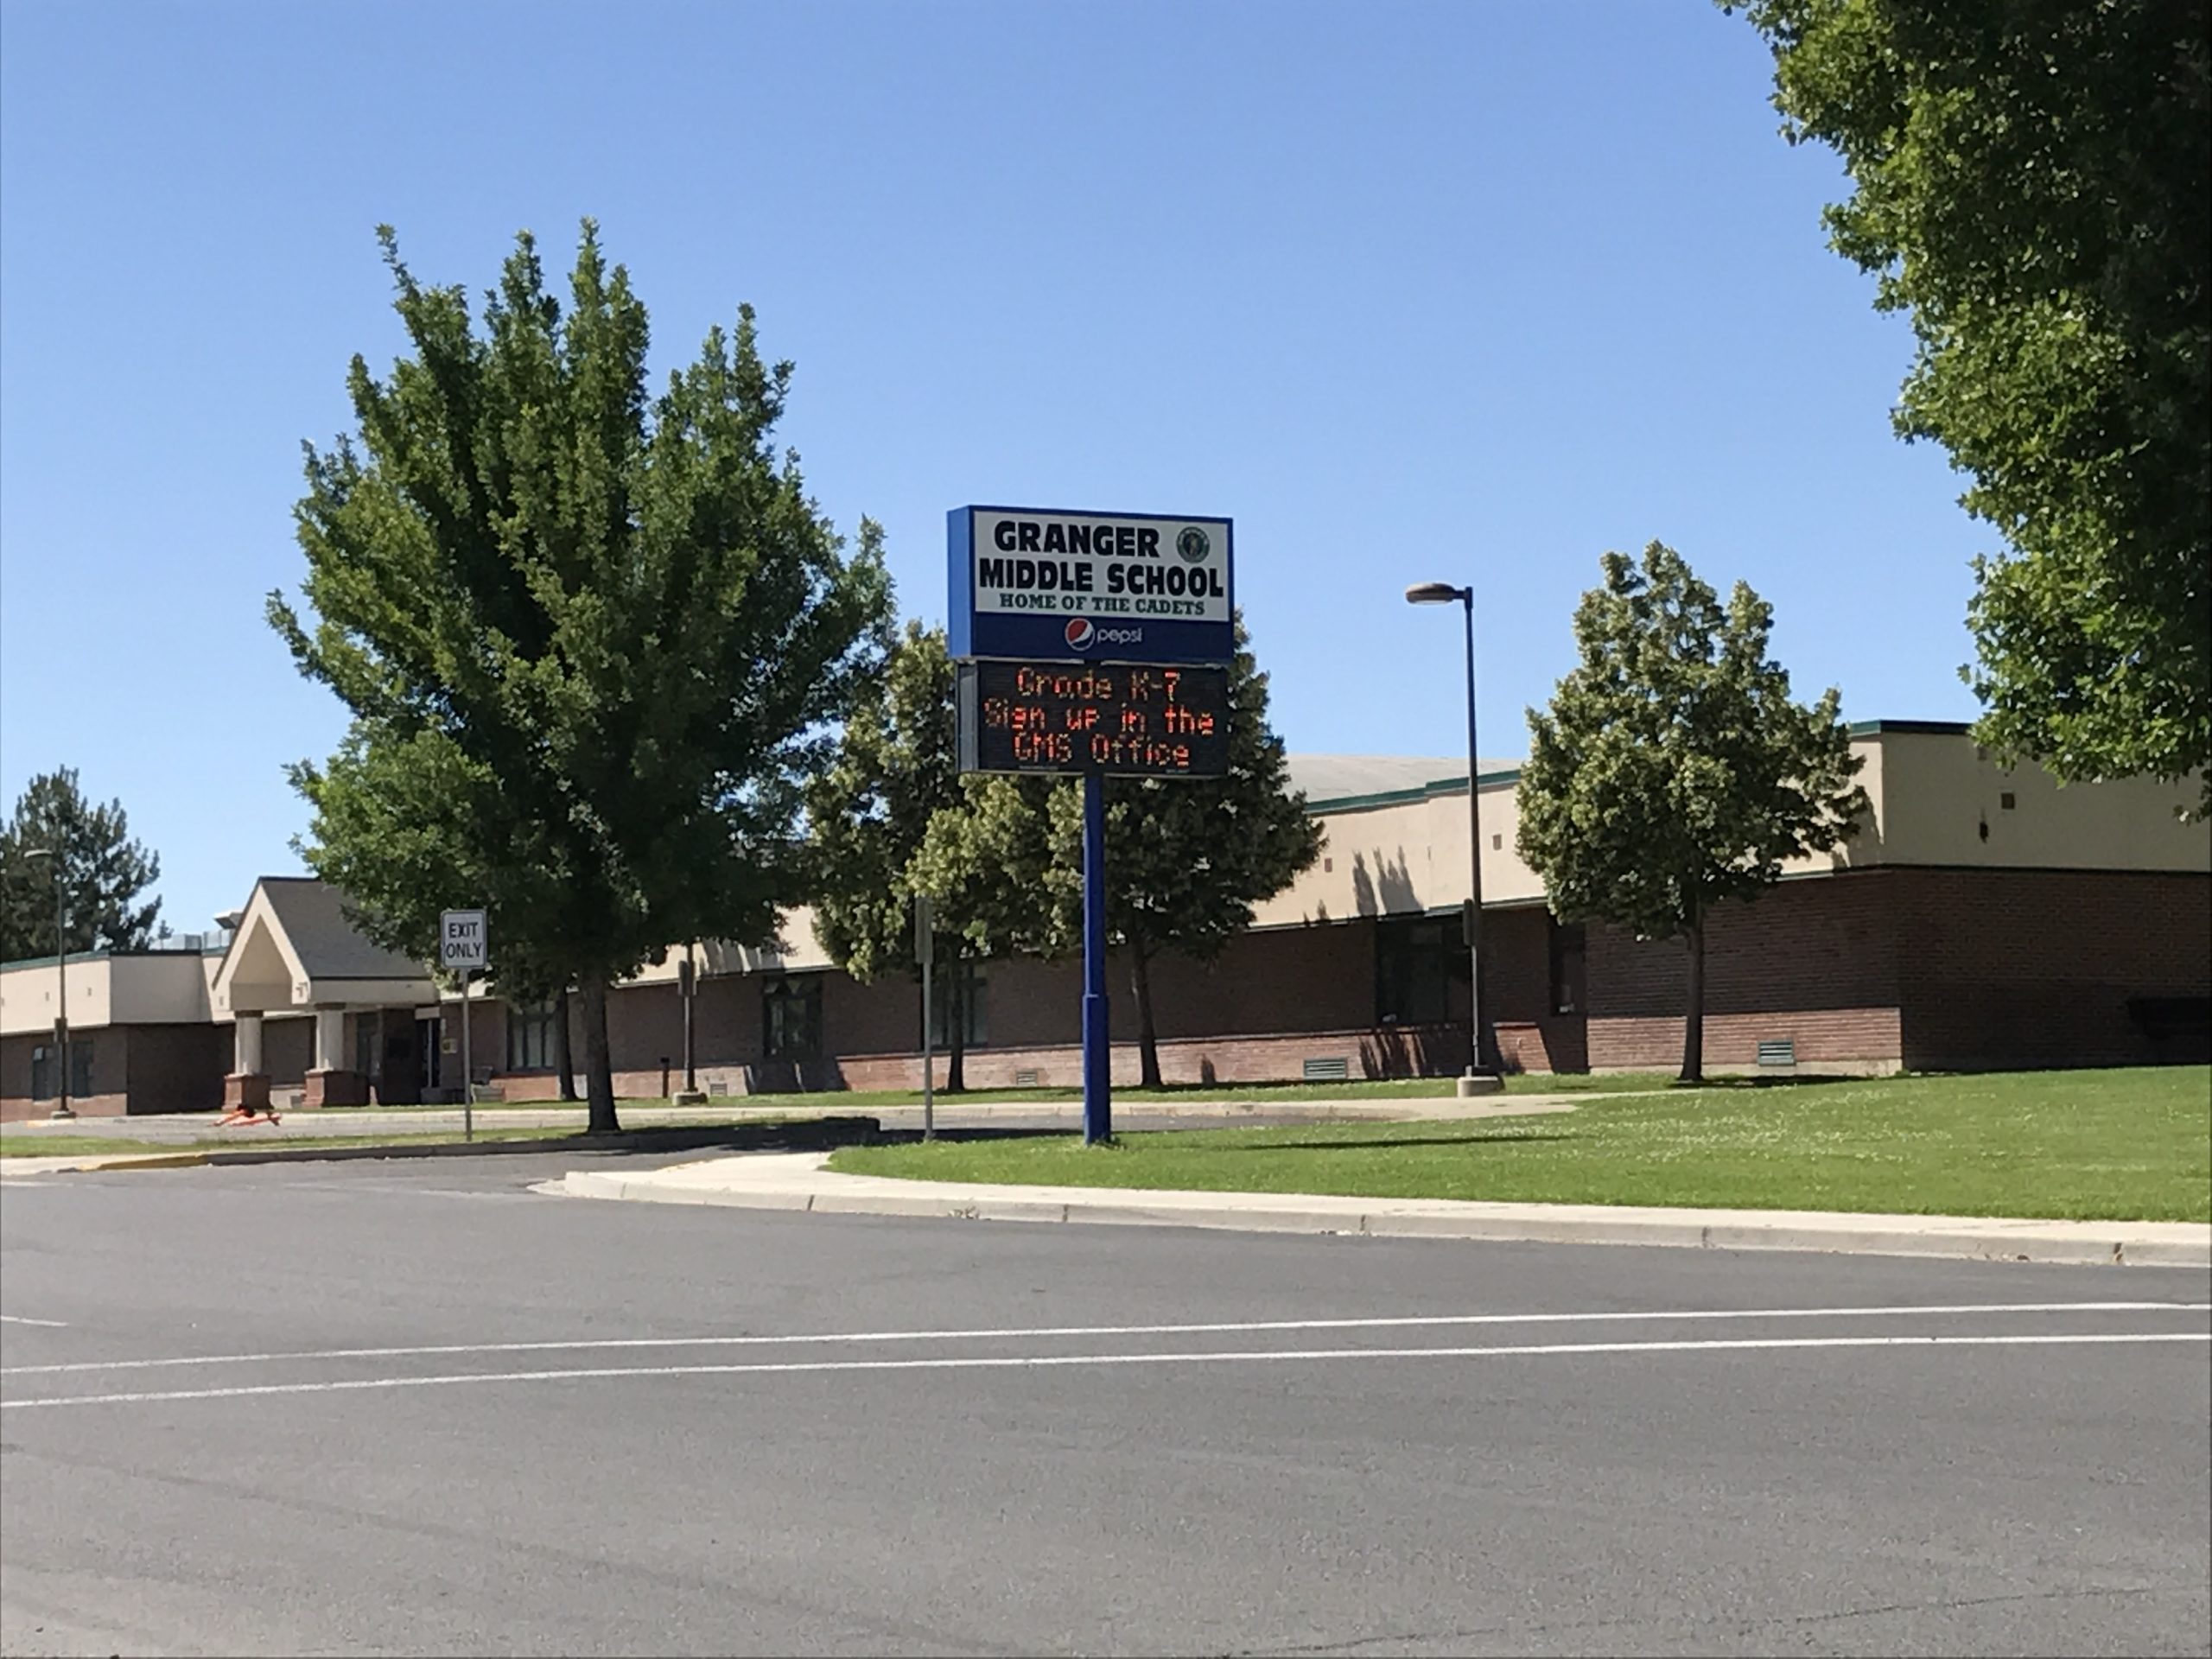 GRANGER
MIDDLE SCHOOL
HOME OF THE CADETS
pepsi
Grade K-7
Sign up in the
GMS Office
EXIT
ONLY